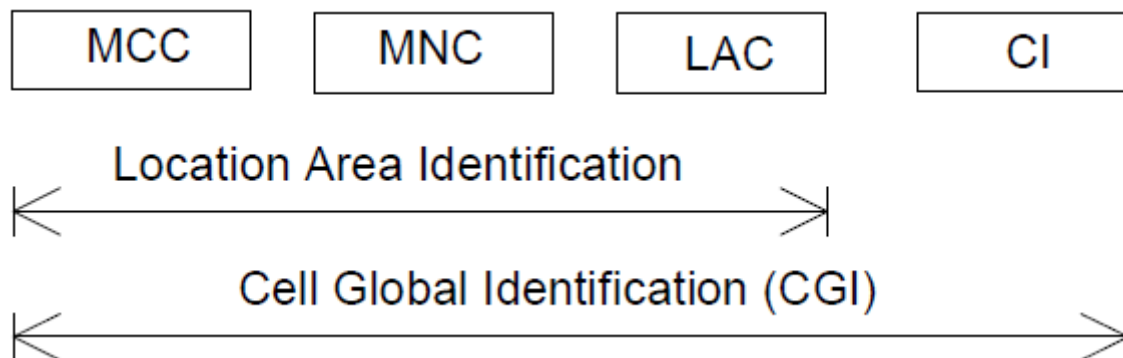 MCC MNC LAC CI
Location Area Identification
Cell Global Identification (CGI)